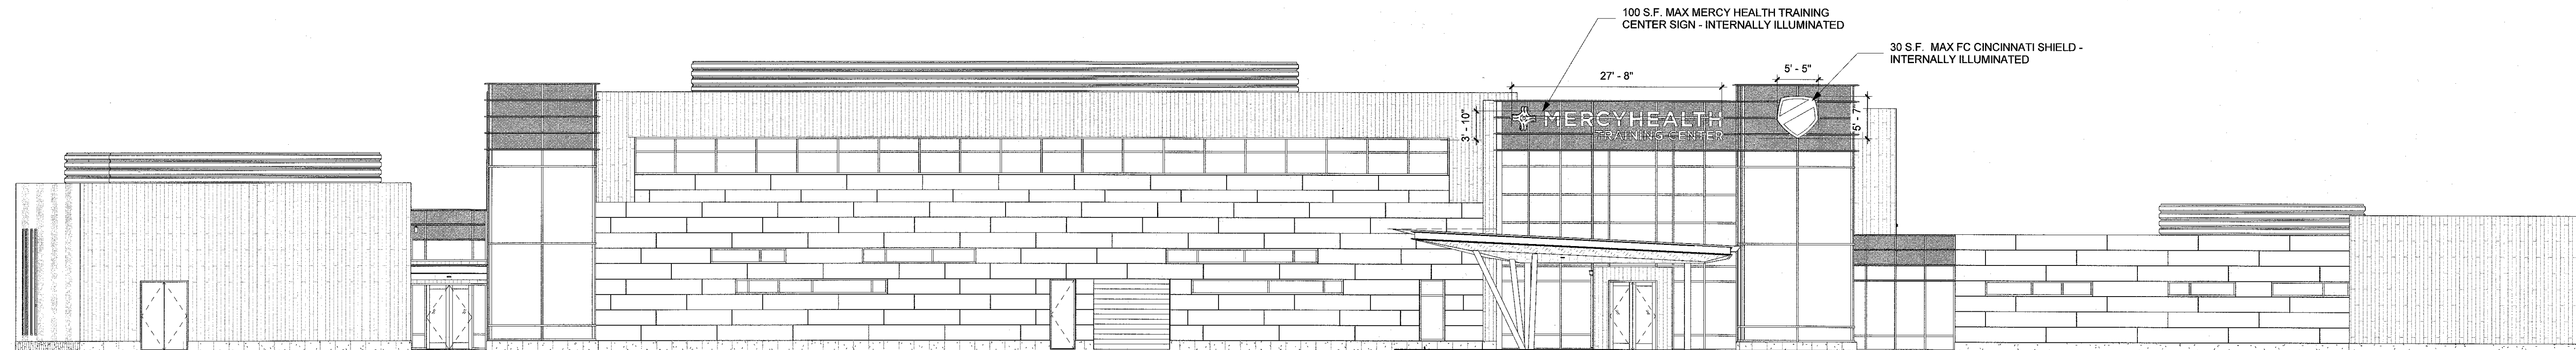 100 S.F. MAX MERCY HEALTH TRAINING
CENTER SIGN - INTERNALLY ILLUMINATED
30 S.F. MAX FC CINCINNATI SHIELD -
INTERNALLY ILLUMINATED
27' - 8"
5' - 5"
3' - 10"
MERCYHEALTH
TRAINING CENTER
5' - 7"